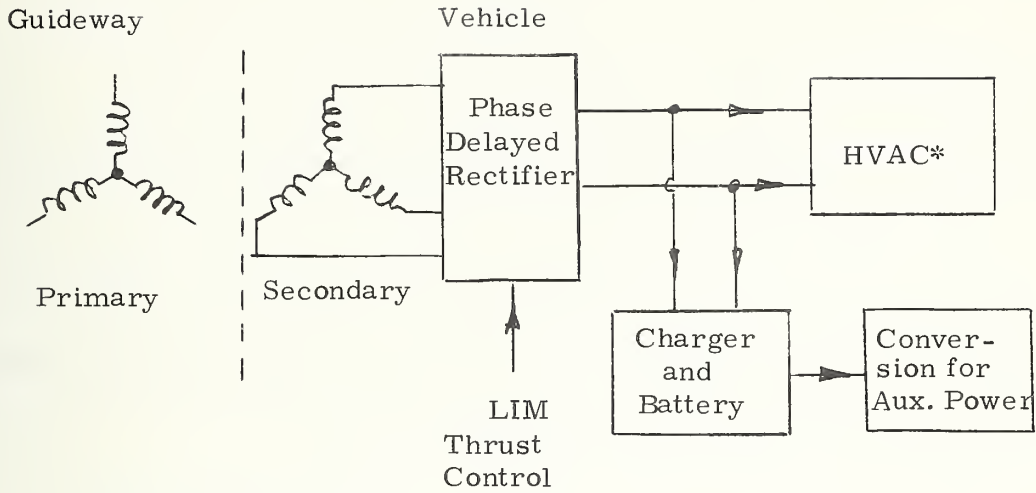 Guideway
Vehicle
Phase
Delayed
Rectifier
HVAC*
Primary
Secondary
LIM
Thrust
Control
Charger
and
Battery
Conver-
sion for
Aux. Power